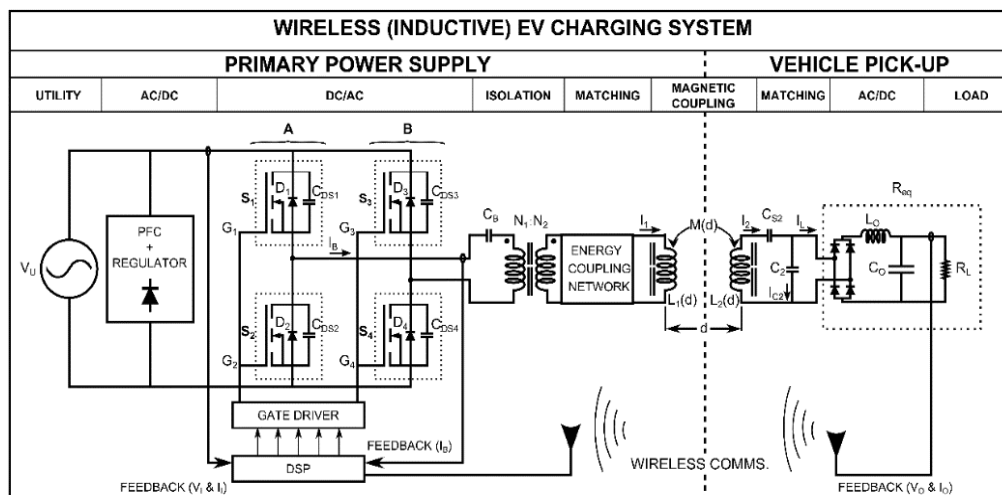 WIRELESS (INDUCTIVE) EV CHARGING SYSTEM
PRIMARY POWER SUPPLY
VEHICLE PICK-UP
UTILITY
AC/DC
DC/AC
ISOLATION
MATCHING
MAGNETIC
COUPLING
MATCHING
AC/DC
LOAD
A
B
S1
D1
CDS1
G1
S3
D3
CDS3
G3
IB
S2
D2
CDS2
G2
S4
D4
CDS4
G4
VU
PFC
+
REGULATOR
CB
N1:N2
ENERGY
COUPLING
NETWORK
I1
M(d)
L1(d)
L2(d)
d
I2
CS2
IL
C2
IC2
Req
LO
CO
RL
GATE DRIVER
DSP
FEEDBACK (IB)
FEEDBACK (VI & II)
WIRELESS COMMS.
FEEDBACK (VO & IO)